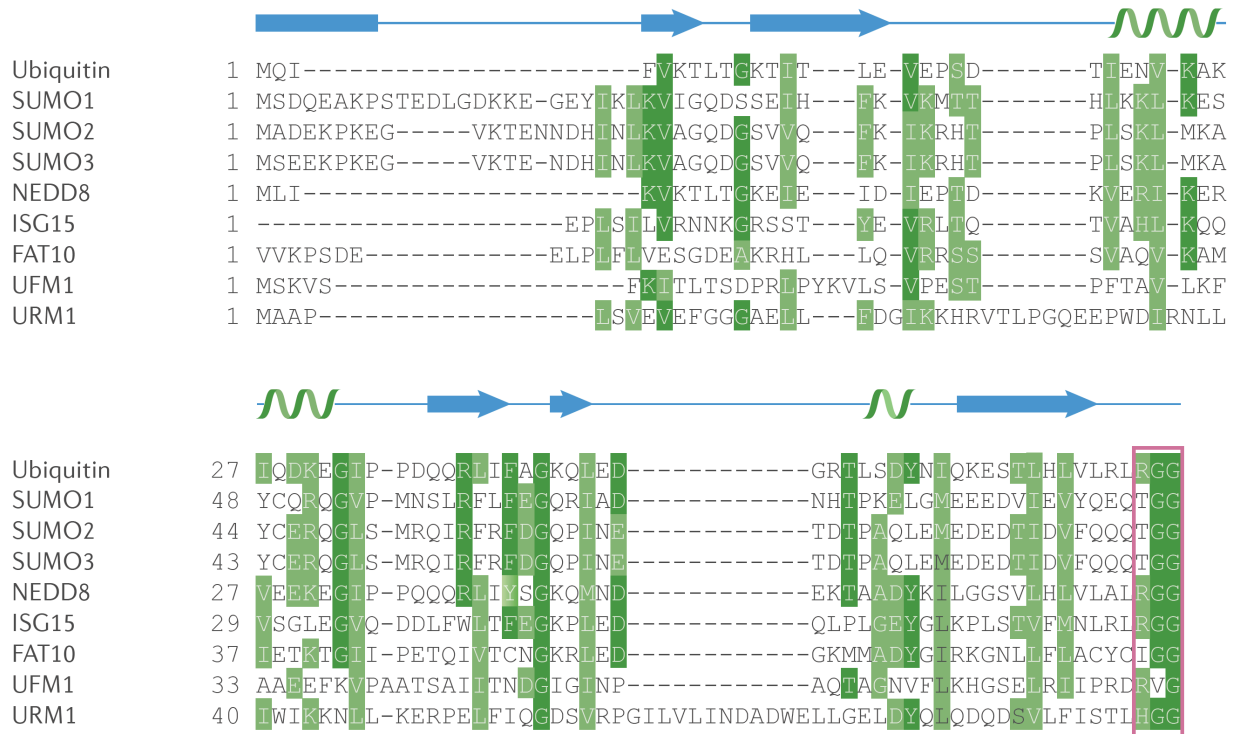 Ubiquitin 1 MQI----------------------FVKTLTGKTIT---LE-VEPSD-------TIENV-KAK
SUMO1 1 MSDQEAKPSTEDLGDKKE-GEYIKLKVIGQDSSEIH---FK-VKMTT-------HLKKL-KES
SUMO2 1 MADEKPKEG-----VKTENNDHINLKVAGQDGSVVQ---FK-IKRHT-------PLSKL-MKA
SUMO3 1 MSEEKPKEG-----VKTE-NDHINLKVAGQDGSVVQ---FK-IKRHT-------PLSKL-MKA
NEDD8 1 MLI----------------------KVKTLTGKEIE---ID-IEPTD-------KVERI-KER
ISG15 1 --------------------EPLSILVRNNKGRSST---YE-VRLTQ-------TVAHL-KQQ
FAT10 1 VVKPSDE------------ELPLFLVESGDEAKRHL---LQ-VRRSS-------SVAQV-KAM
UFM1 1 MSKVS-------------------FKITLTSDPRLPYKVLS-VPEST-------PFTAV-LKF
URM1 1 MAAP------------------LSVEVEFGGGAELL---FDGIKKHRVTLPGQEEPWDIRNLL
Ubiquitin 27 IQDKEGIP-PDQQRLIFAGKQLED------------GRTLSDYNIQKESTLHLVLRLRGG
SUMO1 48 YCQRQGVP-MNSLRFLFEGQRIAD------------NHTPKELGMEEEDVIEVYQEQTGG
SUMO2 44 YCERQGLS-MRQIRFRFDGQPINE------------TDTPAQLEMEDEDTIDVFQQQTGG
SUMO3 43 YCERQGLS-MRQIRFRFDGQPINE------------TDTPAQLEMEDEDTIDVFQQQTGG
NEDD8 27 VEEKEGIP-PQQQRLIYSGKQMND------------EKTAADYKILGGSVLHLVLALRGG
ISG15 29 VSGLEGVQ-DDLFWLTFEGKPLED------------QLPLGEYGLKPLSTVFMNLRLRGG
FAT10 37 IETKTGII-PETQIVTCNGKRLED------------GKMMADYGIRKGNLLFLACYCIGG
UFM1 33 AAEEFKVPAATSAIITNDGIGINP------------AQTAGNVFLKHGSELRIIPRDRVG
URM1 40 IWIKKNLL-KERPELFIQGDSVRPGILVLINDADWELLGELDYQLQDQDSVLFISTLHGG